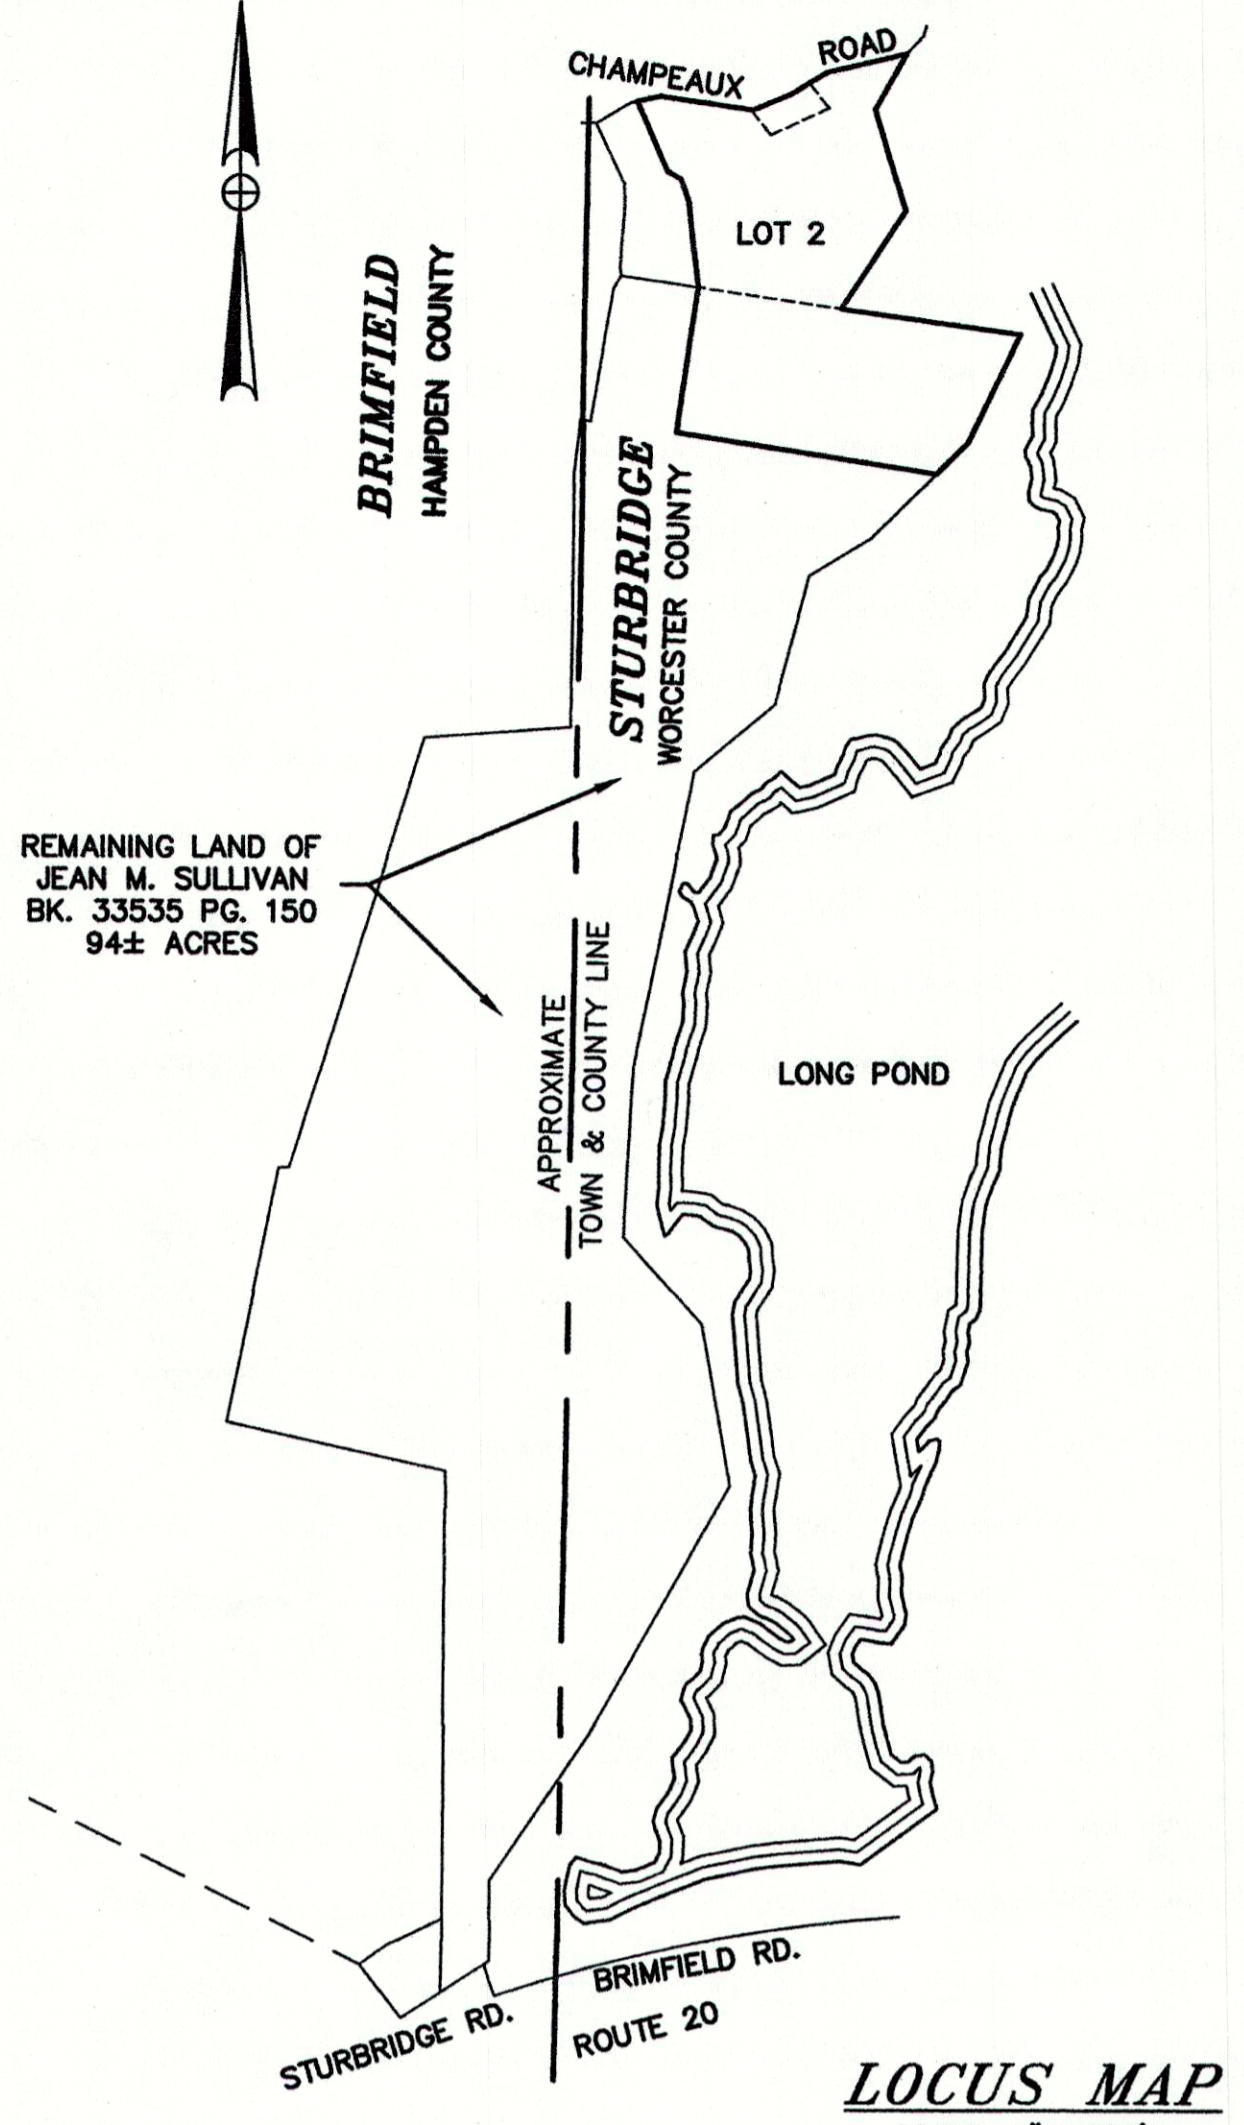 CHAMPEAUX ROAD
LOT 2
BRIMFIELD
HAMPDEN COUNTY
STURBRIDGE
WORCESTER COUNTY
REMAINING LAND OF
JEAN M. SULLIVAN
BK. 33535 PG. 150
94± ACRES
APPROXIMATE
TOWN & COUNTY LINE
LONG POND
BRIMFIELD RD.
STURBRIDGE RD.
ROUTE 20
LOCUS MAP